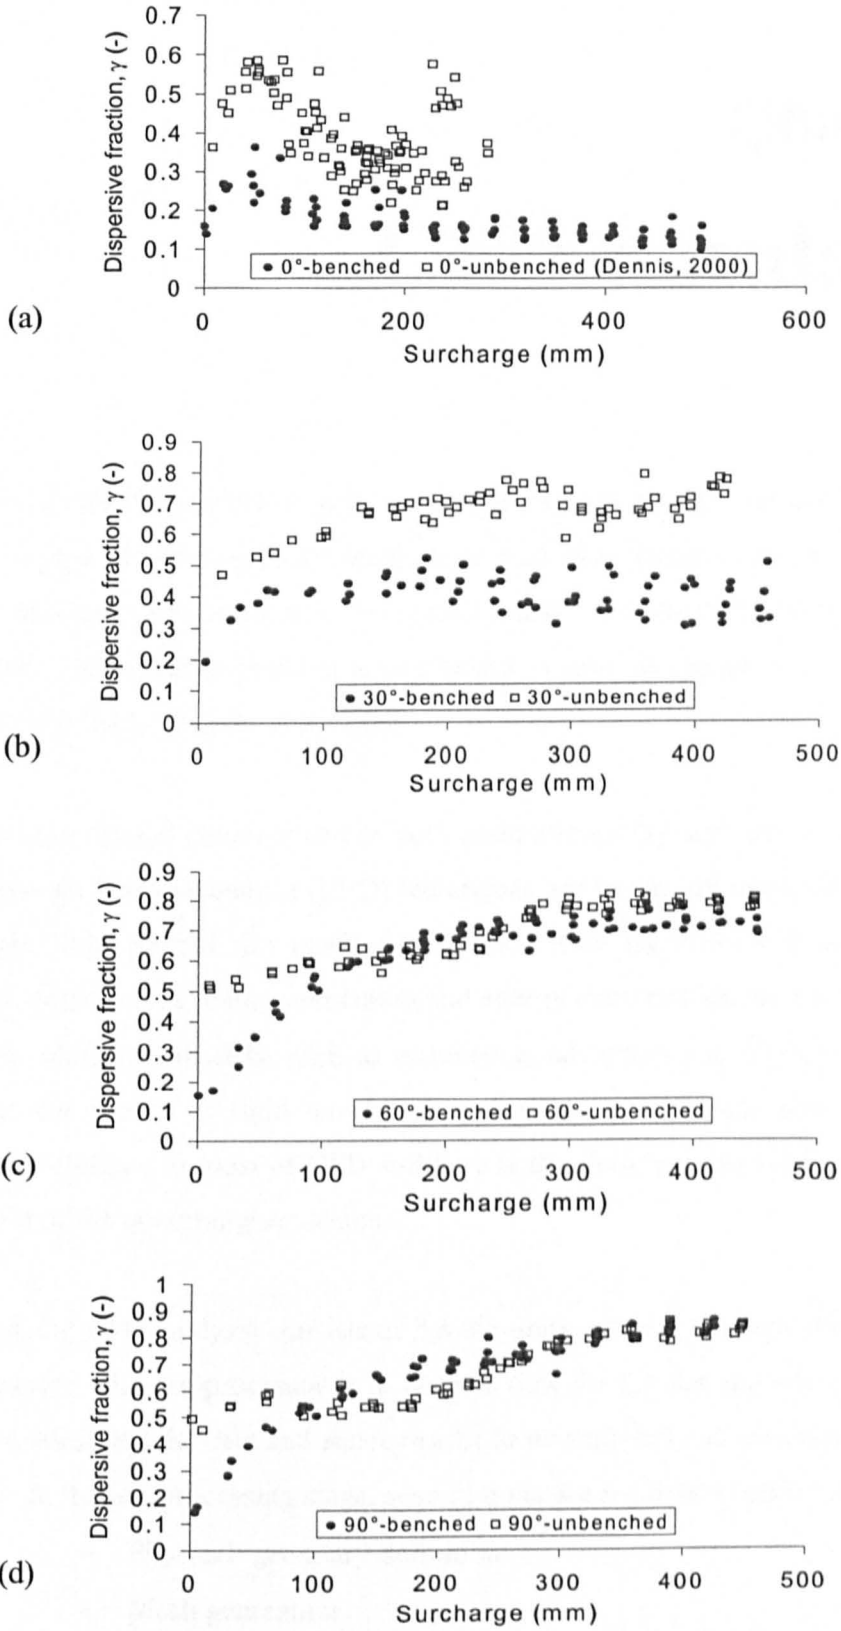 Dispersive fraction, γ (-)
0.7
0.6
0.5
0.4
0.3
0.2
0.1
0
0°-benched 0°-unbenched (Dennis, 2000)
(a)
0 200 400 600
Surcharge (mm)
Dispersive fraction, γ (-)
0.9
0.8
0.7
0.6
0.5
0.4
0.3
0.2
0.1
0
30°-benched 30°-unbenched
(b)
0 100 200 300 400 500
Surcharge (mm)
Dispersive fraction, γ (-)
0.9
0.8
0.7
0.6
0.5
0.4
0.3
0.2
0.1
0
60°-benched 60°-unbenched
(c)
0 100 200 300 400 500
Surcharge (mm)
Dispersive fraction, γ (-)
1
0.9
0.8
0.7
0.6
0.5
0.4
0.3
0.2
0.1
0
90°-benched 90°-unbenched
(d)
0 100 200 300 400 500
Surcharge (mm)